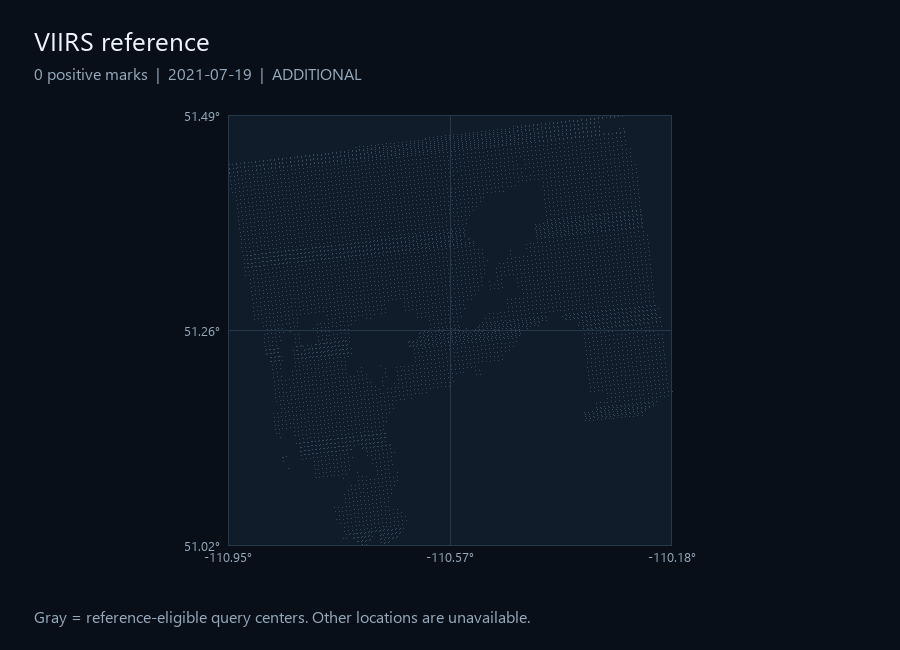 VIIRS reference
0 positive marks | 2021-07-19 | ADDITIONAL
51.49°
51.26°
51.02°
-110.95° -110.57° -110.18°
Gray = reference-eligible query centers. Other locations are unavailable.